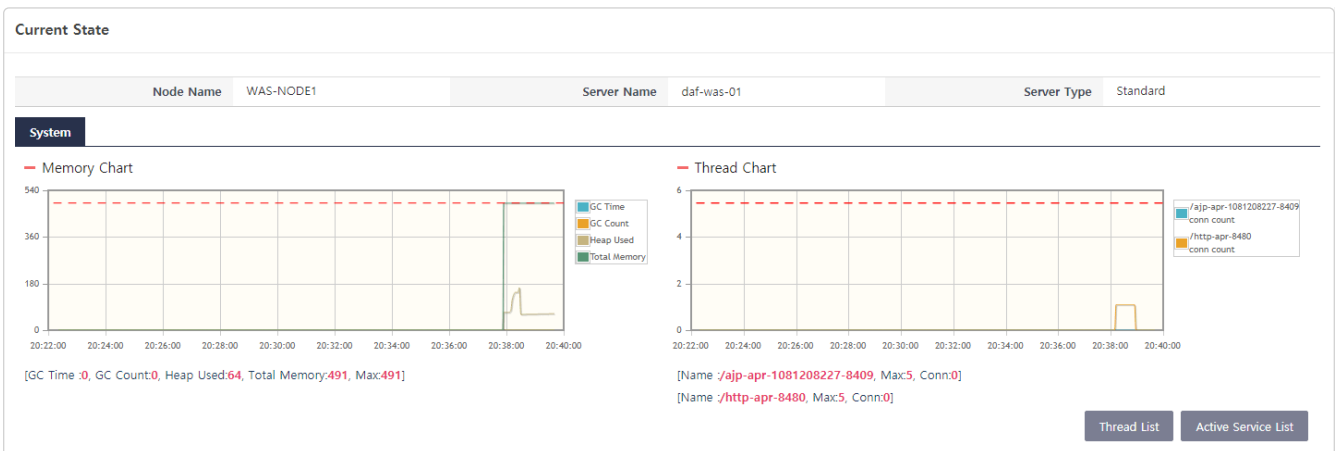 Current State
Node Name WAS-NODE1 Server Name daf-was-01 Server Type Standard
System
Memory Chart
540
360
180
0
20:22:00 20:24:00 20:26:00 20:28:00 20:30:00 20:32:00 20:34:00 20:36:00 20:38:00 20:40:00
GC Time
GC Count
Heap Used
Total Memory
[GC Time :0, GC Count:0, Heap Used:64, Total Memory:491, Max:491]
Thread Chart
6
4
2
0
20:22:00 20:24:00 20:26:00 20:28:00 20:30:00 20:32:00 20:34:00 20:36:00 20:38:00 20:40:00
/ajp-apr-1081208227-8409
conn count
/http-apr-8480
conn count
[Name :/ajp-apr-1081208227-8409, Max:5, Conn:0]
[Name :/http-apr-8480, Max:5, Conn:0]
Thread List Active Service List